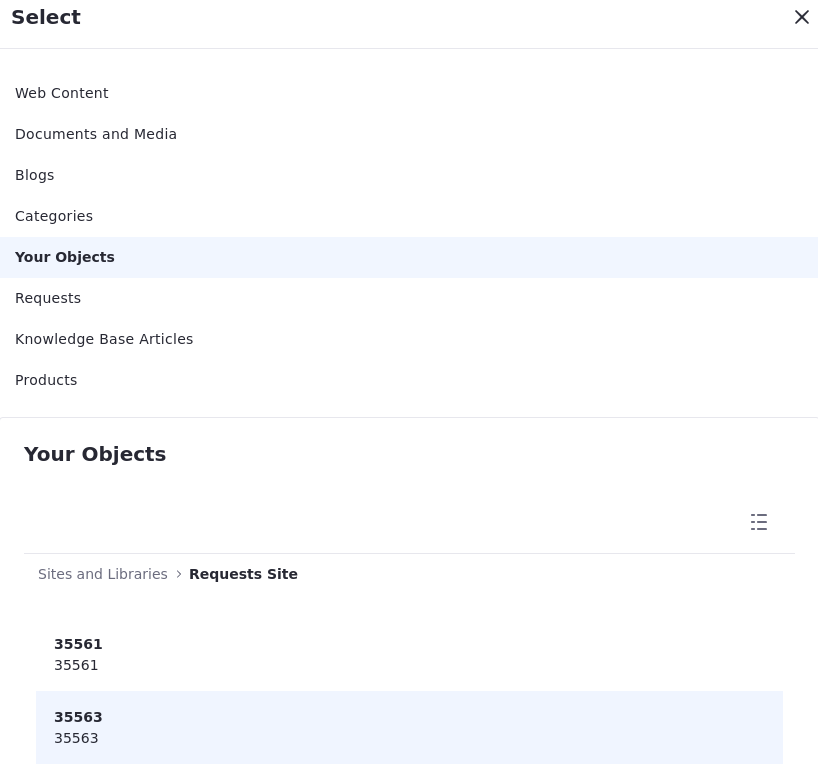 Select
Web Content
Documents and Media
Blogs
Categories
Your Objects
Requests
Knowledge Base Articles
Products
Your Objects
Sites and Libraries › Requests Site
35561
35561
35563
35563